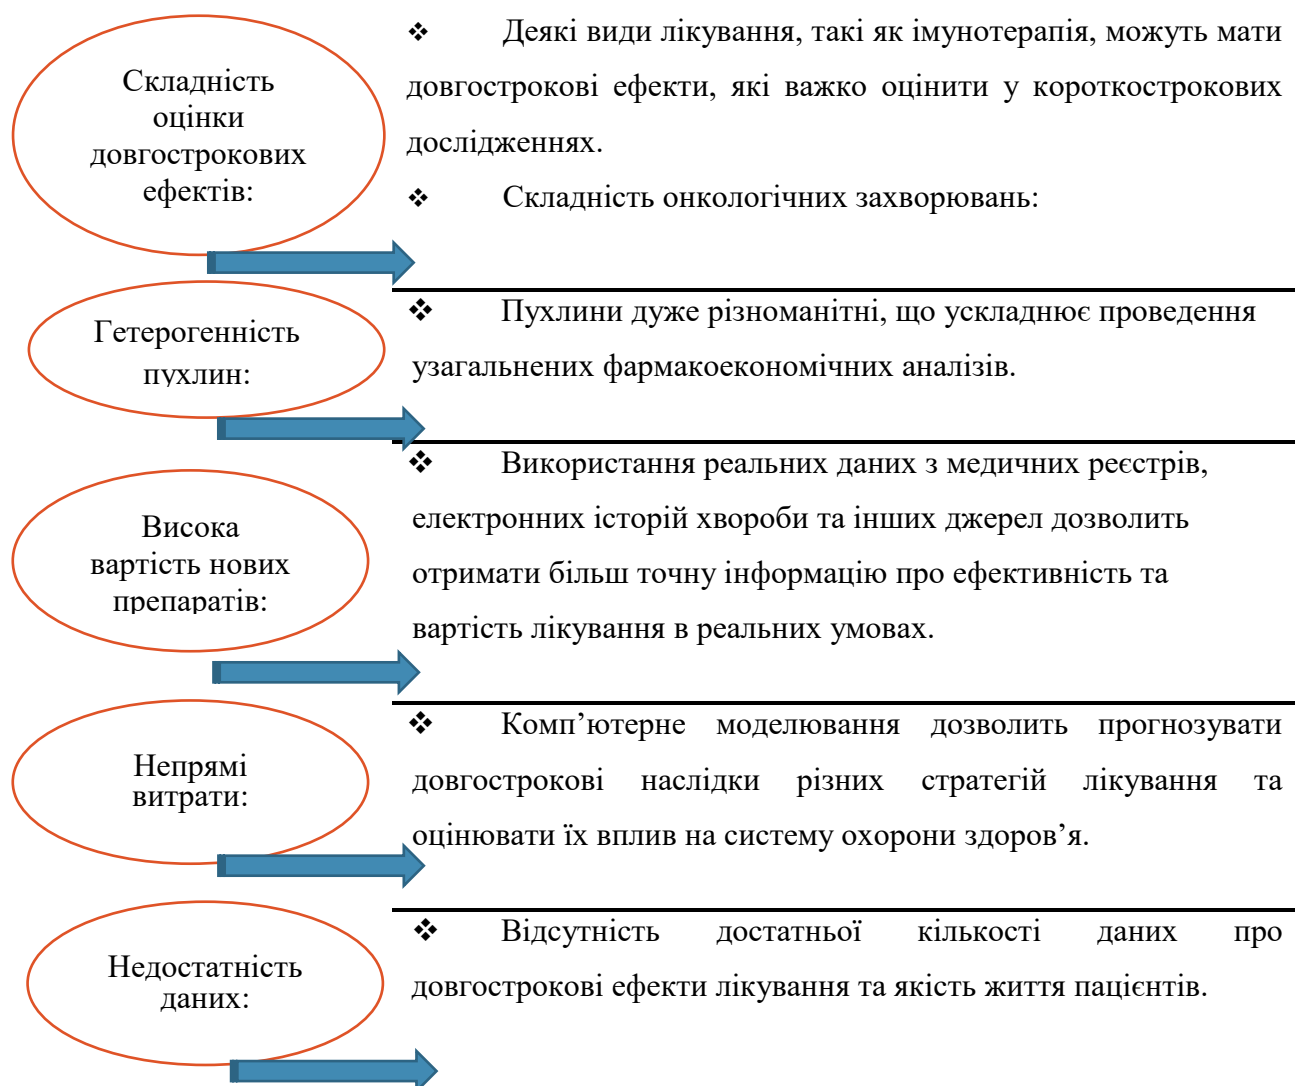 Складність
оцінки
довгострокових
ефектів:
❖ Деякі види лікування, такі як імунотерапія, можуть мати
довгострокові ефекти, які важко оцінити у короткострокових
дослідженнях.
❖ Складність онкологічних захворювань:
Гетерогенність
пухлин:
❖ Пухлини дуже різноманітні, що ускладнює проведення
узагальнених фармакоекономічних аналізів.
Висока
вартість нових
препаратів:
❖ Використання реальних даних з медичних реєстрів,
електронних історій хвороби та інших джерел дозволить
отримати більш точну інформацію про ефективність та
вартість лікування в реальних умовах.
Непрямі
витрати:
❖ Комп’ютерне моделювання дозволить прогнозувати
довгострокові наслідки різних стратегій лікування та
оцінювати їх вплив на систему охорони здоров’я.
Недостатність
даних:
❖ Відсутність достатньої кількості даних про
довгострокові ефекти лікування та якість життя пацієнтів.